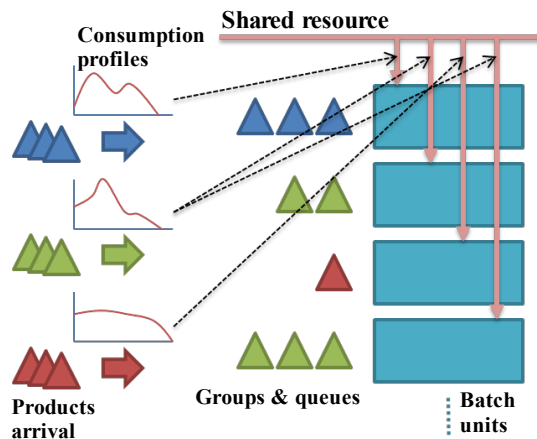 Shared resource
Consumption
profiles
Groups & queues
Products
arrival
Batch
units